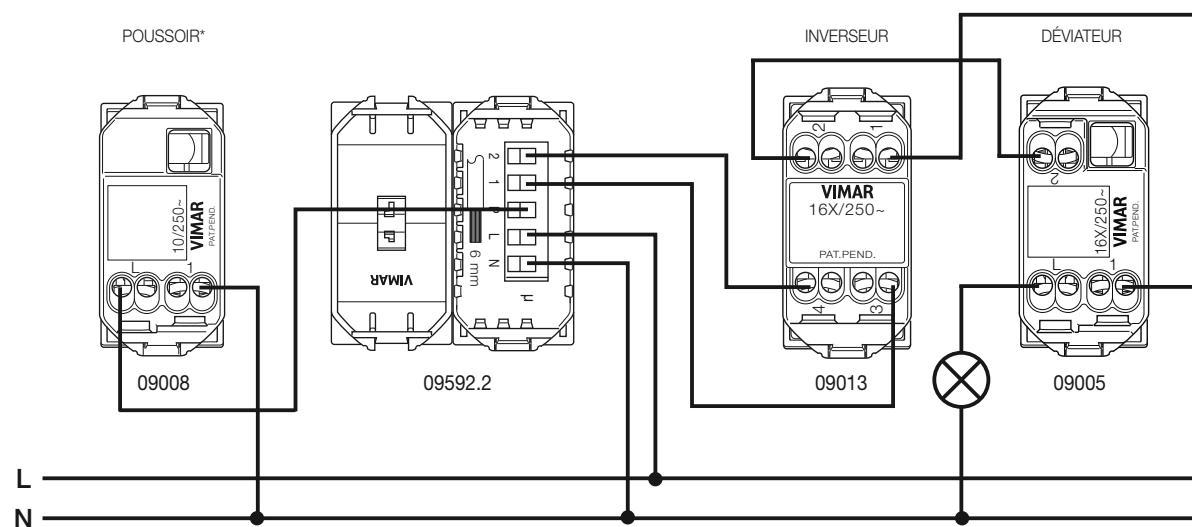 POUSSOIR*
INVERSEUR
DÉVIATEUR
10/250~
VIMAR
PAT.PEND.
L
1
09008
VIMAR
2
1
P
L
N
6 mm
µ
09592.2
2
1
VIMAR
16X/250~
PAT.PEND.
4
3
09013
2
16X/250~
VIMAR
PAT.PEND.
L
1
09005
L
N